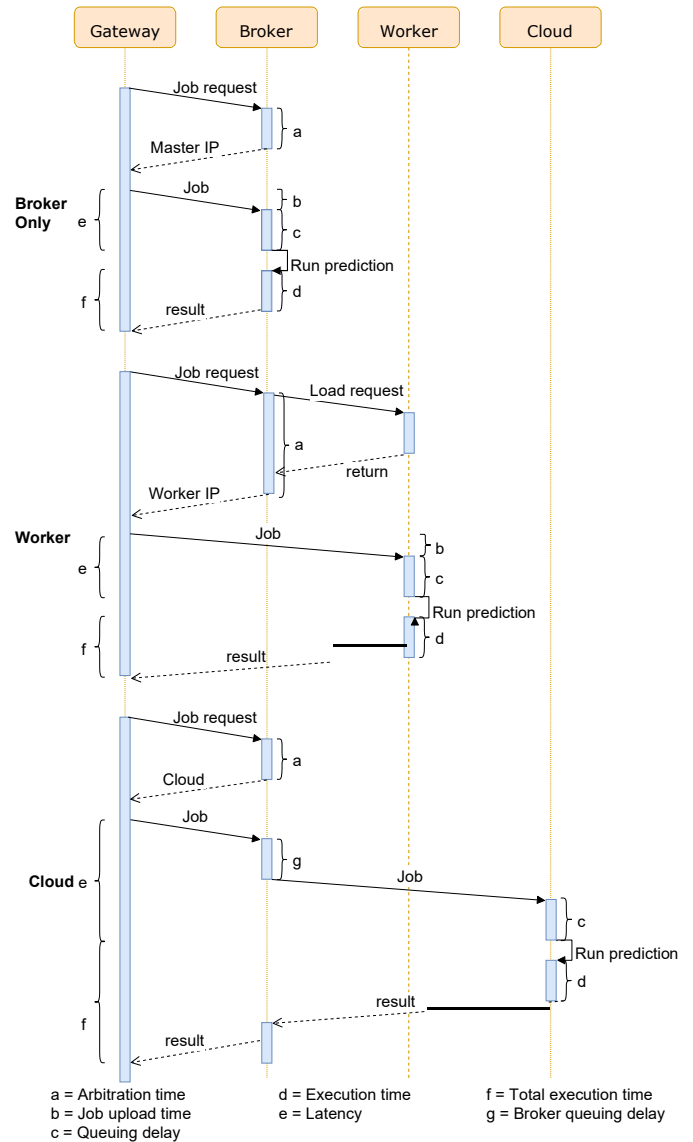 Gateway
Broker
Worker
Cloud
Job request
a
Master IP
Broker
Only
Job
b
e
c
Run prediction
f
d
result
Job request
Load request
a
return
Worker IP
Worker
Job
b
e
c
Run prediction
f
d
result
Job request
a
Cloud
Job
g
Cloud
e
Job
c
Run prediction
d
result
f
result
a = Arbitration time
d = Execution time
f = Total execution time
b = Job upload time
e = Latency
g = Broker queuing delay
c = Queuing delay